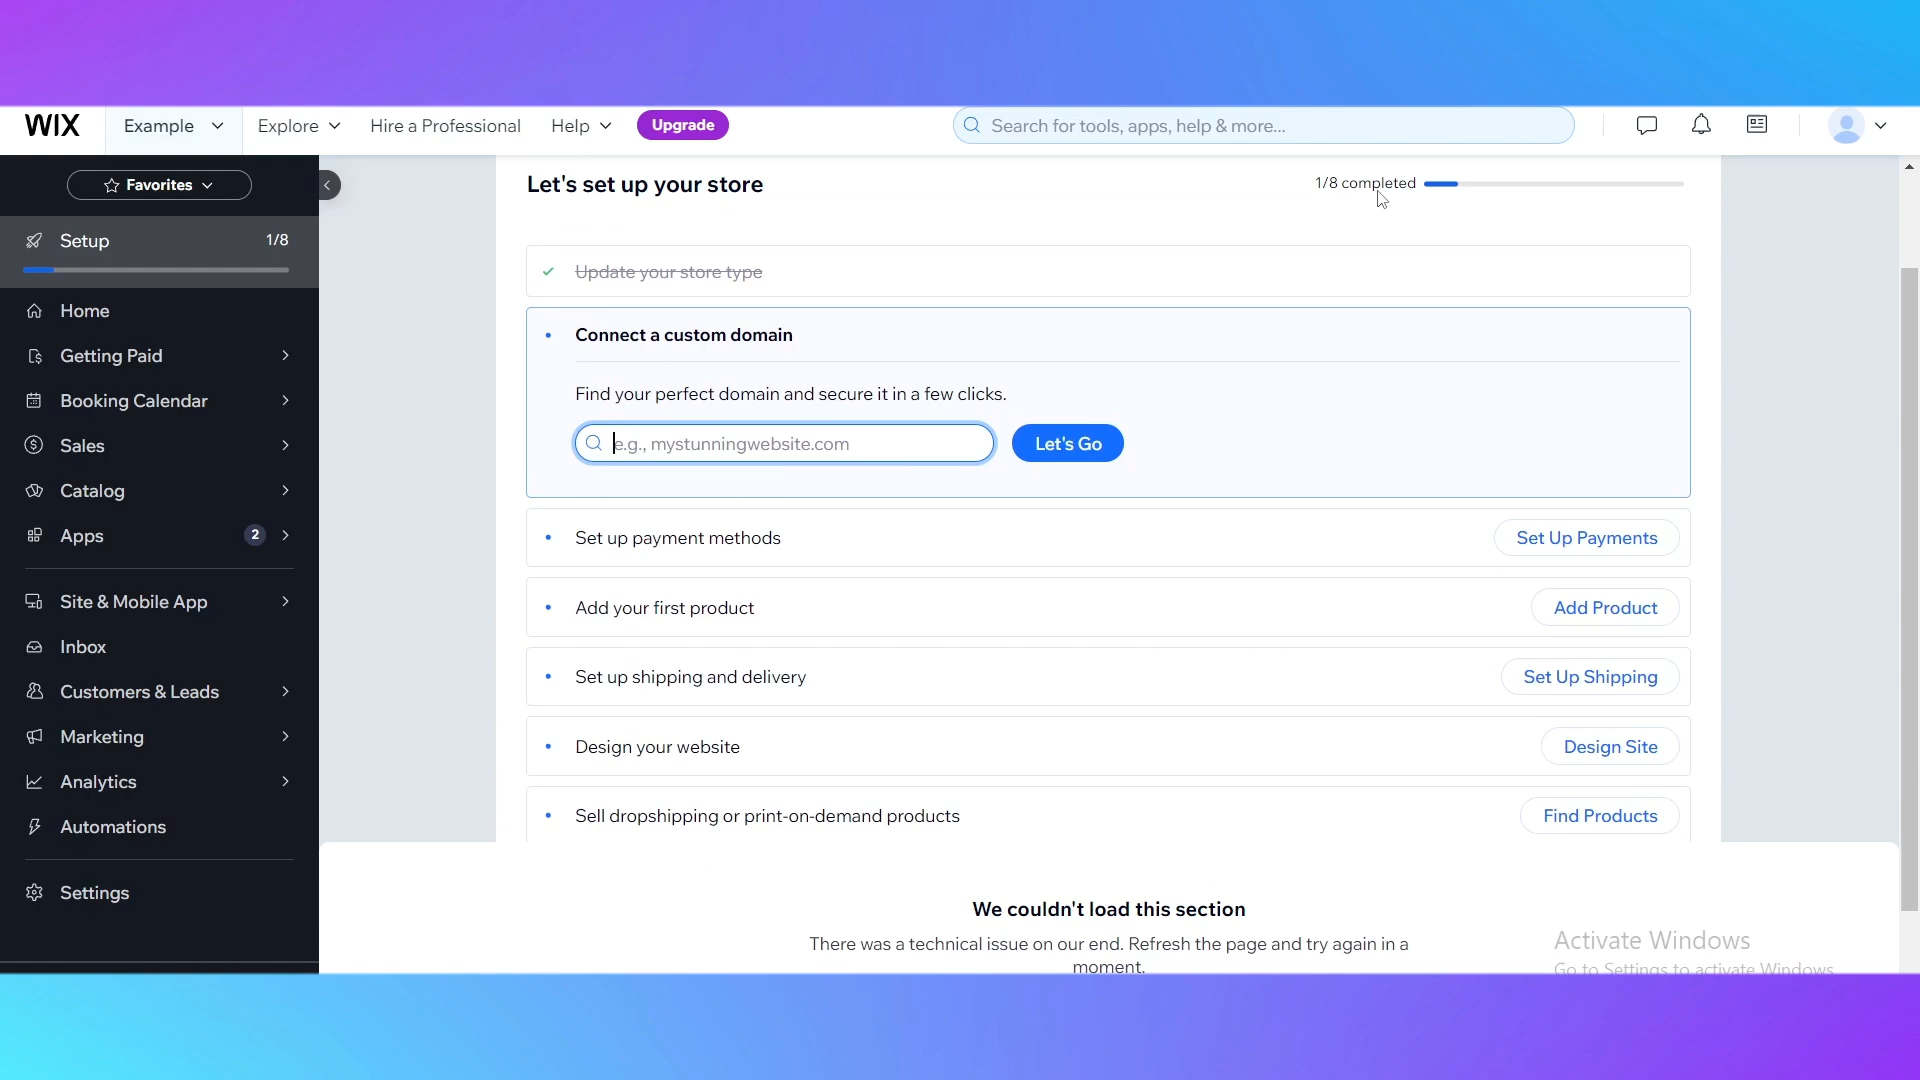 WIX
Example
Explore
Hire a Professional
Help
Upgrade
Search for tools, apps, help & more...
Favorites
Setup
1/8
Home
Getting Paid
Booking Calendar
Sales
Catalog
Apps
2
Site & Mobile App
Inbox
Customers & Leads
Marketing
Analytics
Automations
Settings
Let's set up your store
1/8 completed
Update your store type
Connect a custom domain
Find your perfect domain and secure it in a few clicks.
e.g., mystunningwebsite.com
Let's Go
Set up payment methods
Set Up Payments
Add your first product
Add Product
Set up shipping and delivery
Set Up Shipping
Design your website
Design Site
Sell dropshipping or print-on-demand products
Find Products
We couldn't load this section
There was a technical issue on our end. Refresh the page and try again in a
moment.
Activate Windows
Go to Settings to activate Windows.